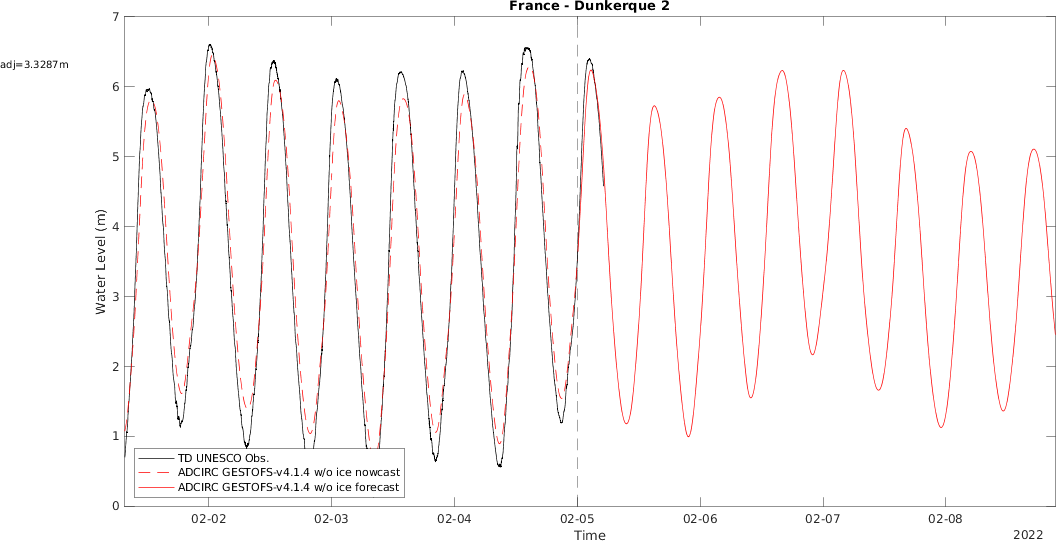 France - Dunkerque 2
adj=3.3287m
Water Level (m)
7
6
5
4
3
2
1
0
TD UNESCO Obs.
ADCIRC GESTOFS-v4.1.4 w/o ice nowcast
ADCIRC GESTOFS-v4.1.4 w/o ice forecast
02-02 02-03 02-04 02-05 02-06 02-07 02-08
Time
2022